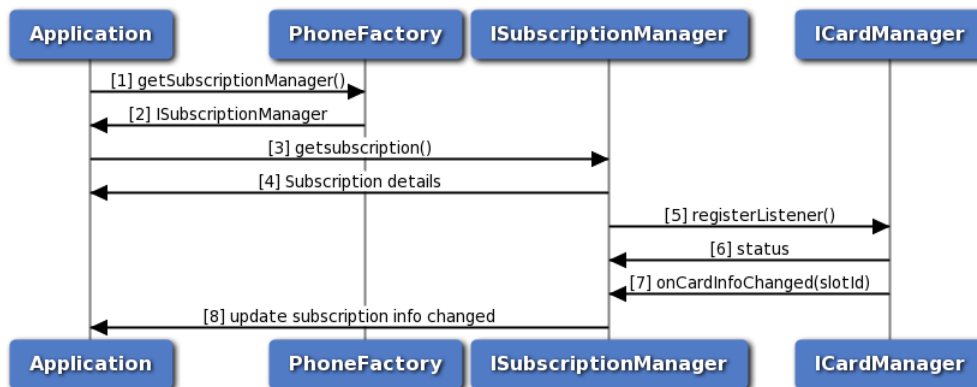 Application PhoneFactory ISubscriptionManager ICardManager
[1] getSubscriptionManager()
[2] ISubscriptionManager
[3] getsubscription()
[4] Subscription details
[5] registerListener()
[6] status
[7] onCardInfoChanged(slotId)
[8] update subscription info changed
Application PhoneFactory ISubscriptionManager ICardManager